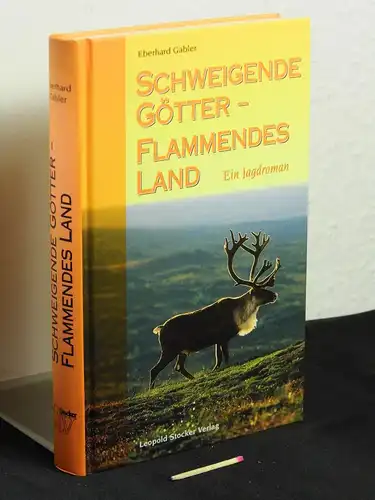 Eberhard Gabler
SCHWEIGENDE
GÖTTER –
FLAMMENDES
LAND
Ein Jagdroman
Leopold Stocker Verlag
Eberhard
Gabler
SCHWEIGENDE GÖTTER –
FLAMMENDES LAND
Stocker